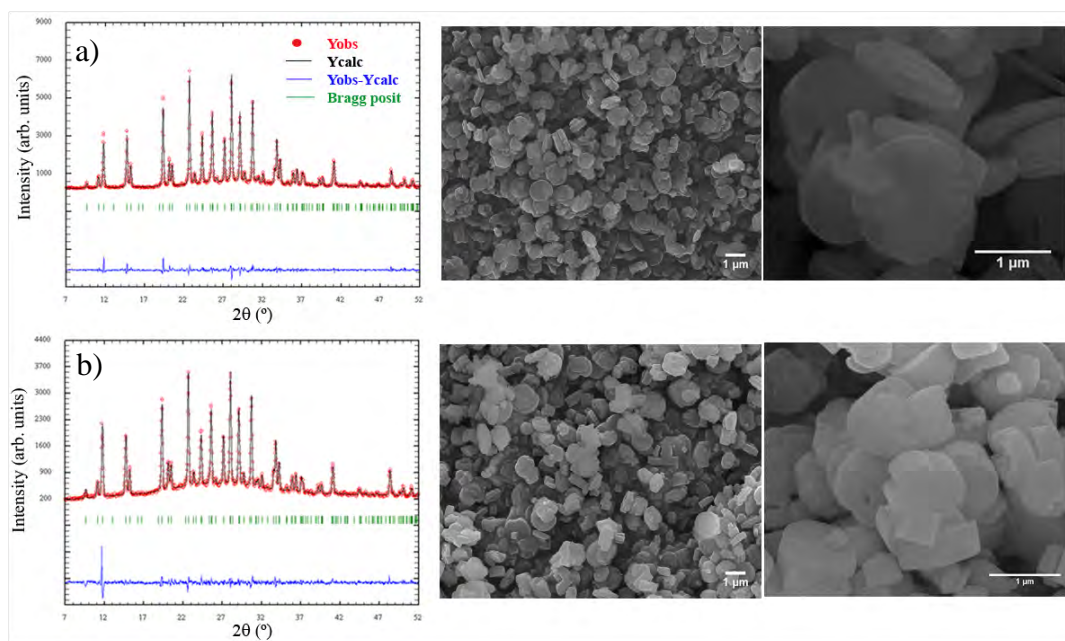 a)
Yobs
Ycalc
Yobs-Ycalc
Bragg posit
Intensity (arb. units)
9000
7000
5000
3000
1000
7 12 17 22 27 32 37 42 47 52
2θ (º)
1 μm
1 μm
b)
Intensity (arb. units)
4400
3700
3000
2300
1600
900
200
7 12 17 22 27 32 37 42 47 52
2θ (º)
1 μm
1 μm